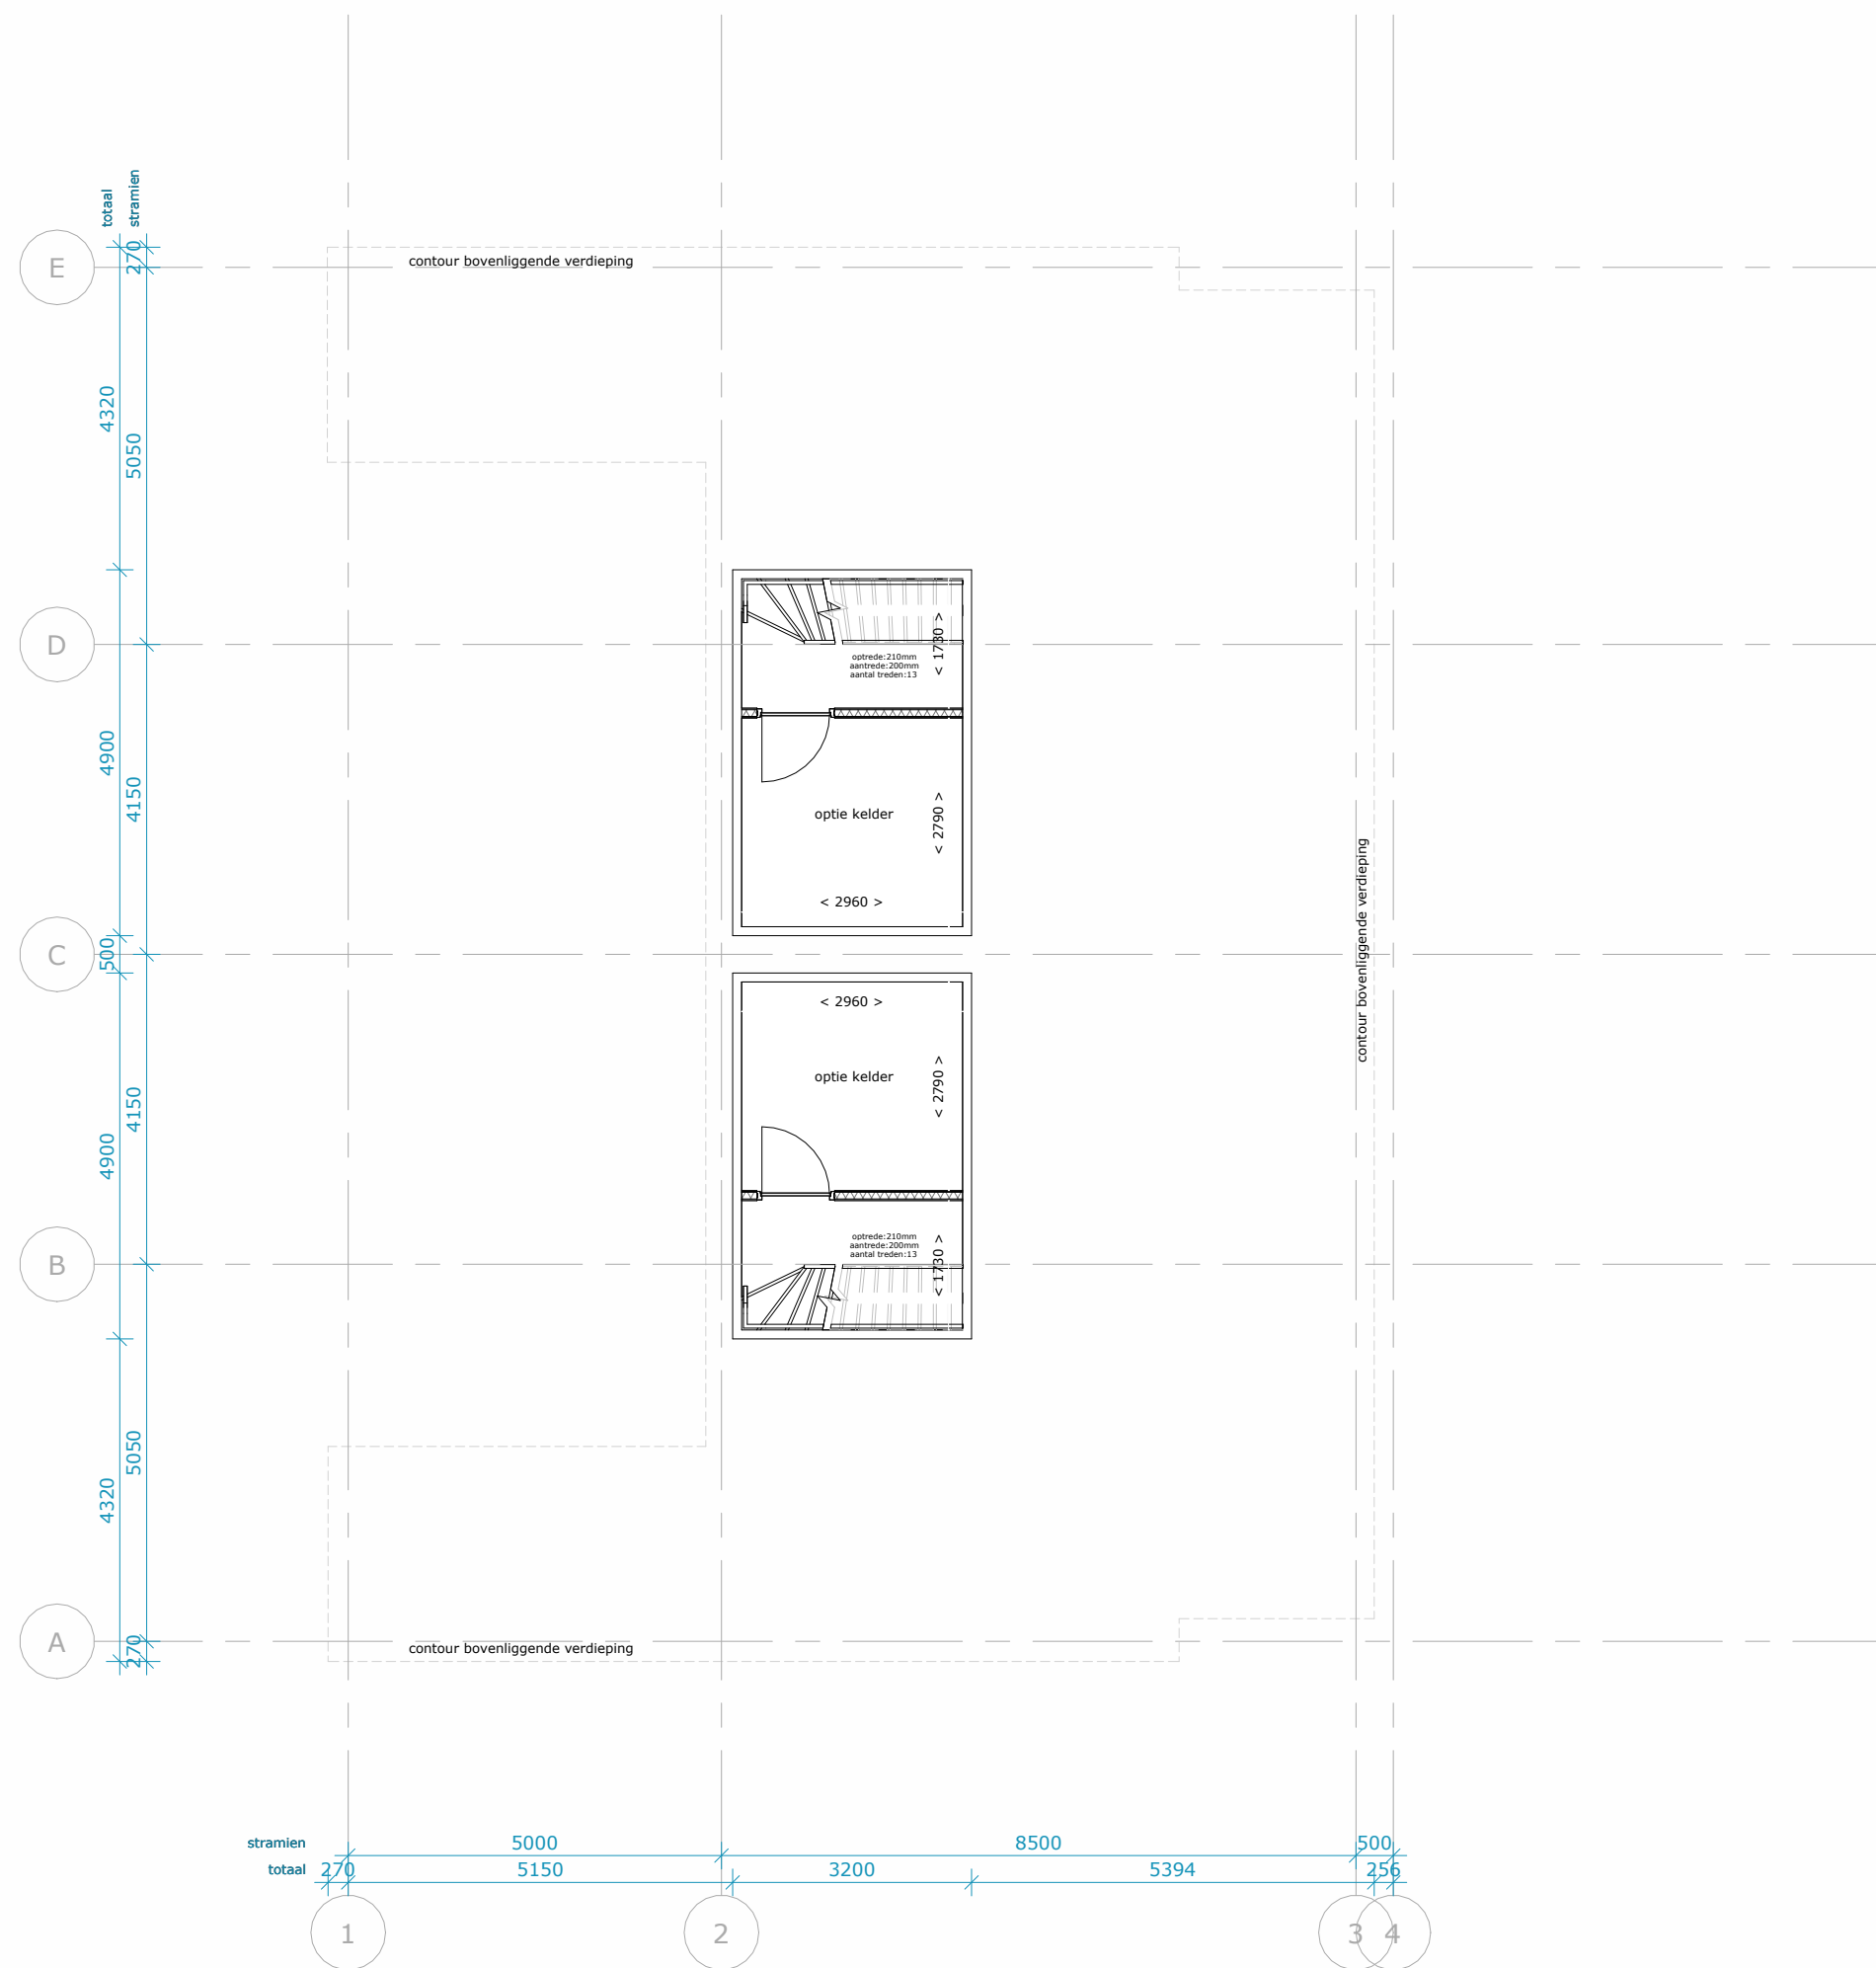 totaal
stramien
E
270
contour bovenliggende verdieping
4320
5050
D
< 1730 >
optrede:210mm
aantrede:200mm
aantal treden:13
4900
4150
optie kelder
< 2790 >
< 2960 >
C
500
contour bovenliggende verdieping
< 2960 >
optie kelder
< 2790 >
4150
4900
optrede:210mm
aantrede:200mm
aantal treden:13
< 1730 >
B
5050
4320
A
270
contour bovenliggende verdieping
stramien
5000
8500
500
totaal
270
5150
3200
5394
256
1
2
3
4